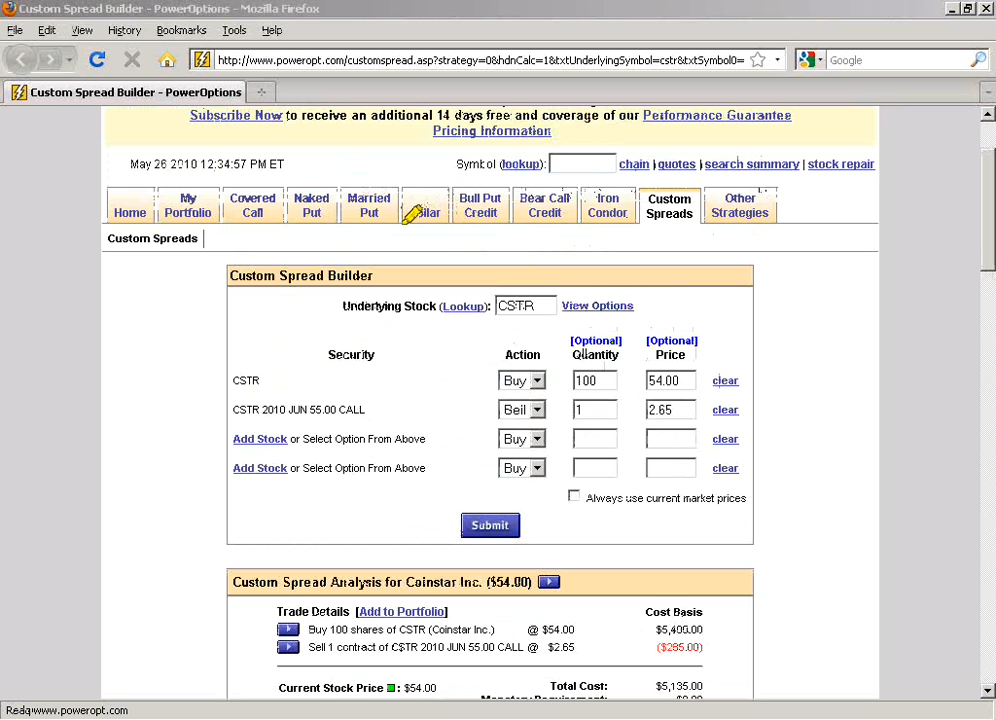 Custom Spread Builder - PowerOptions - Mozilla Firefox
File Edit View History Bookmarks Tools Help
http://www.poweropt.com/customspread.asp?strategy=0&hdnCalc=1&txtUnderlyingSymbol=cstr&txtSymbol0= Google
Custom Spread Builder - PowerOptions
Subscribe Now to receive an additional 14 days free and coverage of our Performance Guarantee
Pricing Information
May 26 2010 12:34:57 PM ET Symbol (lookup): chain | quotes | search summary | stock repair
Home My Portfolio Covered Call Naked Put Married Put Bull Put Credit Bear Call Credit Iron Condor Custom Spreads Other Strategies
Custom Spreads
Custom Spread Builder
Underlying Stock (Lookup): CSTR View Options
[Optional] [Optional]
Security Action Quantity Price
CSTR Buy 100 54.00 clear
CSTR 2010 JUN 55.00 CALL Beil 1 2.65 clear
Add Stock or Select Option From Above Buy clear
Add Stock or Select Option From Above Buy clear
Always use current market prices
Submit
Custom Spread Analysis for Coinstar Inc. ($54.00)
Trade Details [Add to Portfolio] Cost Basis
Buy 100 shares of CSTR (Coinstar Inc.) @ $54.00 $5,400.00
Sell 1 contract of CSTR 2010 JUN 55.00 CALL @ $2.65 ($265.00)
Current Stock Price : $54.00 Total Cost: $5,135.00
www.poweropt.com